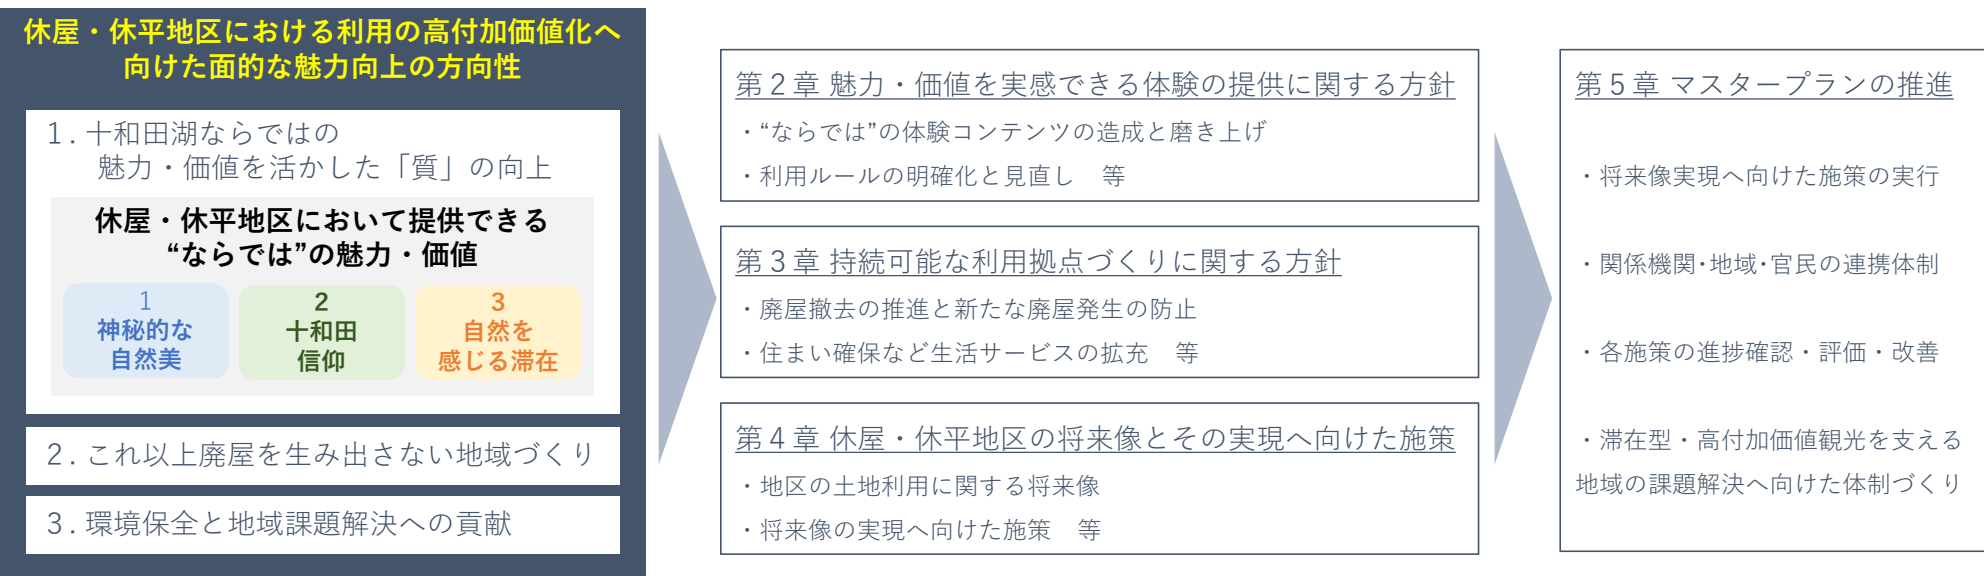 休屋・休平地区における利用の高付加価値化へ
向けた面的な魅力向上の方向性
1. 十和田湖ならではの
魅力・価値を活かした「質」の向上
休屋・休平地区において提供できる
“ならでは”の魅力・価値
1
神秘的な
自然美
2
十和田
信仰
3
自然を
感じる滞在
2. これ以上廃屋を生み出さない地域づくり
3. 環境保全と地域課題解決への貢献
第２章 魅力・価値を実感できる体験の提供に関する方針
・“ならでは”の体験コンテンツの造成と磨き上げ
・利用ルールの明確化と見直し　等
第３章 持続可能な利用拠点づくりに関する方針
・廃屋撤去の推進と新たな廃屋発生の防止
・住まい確保など生活サービスの拡充　等
第４章 休屋・休平地区の将来像とその実現へ向けた施策
・地区の土地利用に関する将来像
・将来像の実現へ向けた施策　等
第５章 マスタープランの推進
・将来像実現へ向けた施策の実行
・関係機関･地域･官民の連携体制
・各施策の進捗確認・評価・改善
・滞在型・高付加価値観光を支える
地域の課題解決へ向けた体制づくり